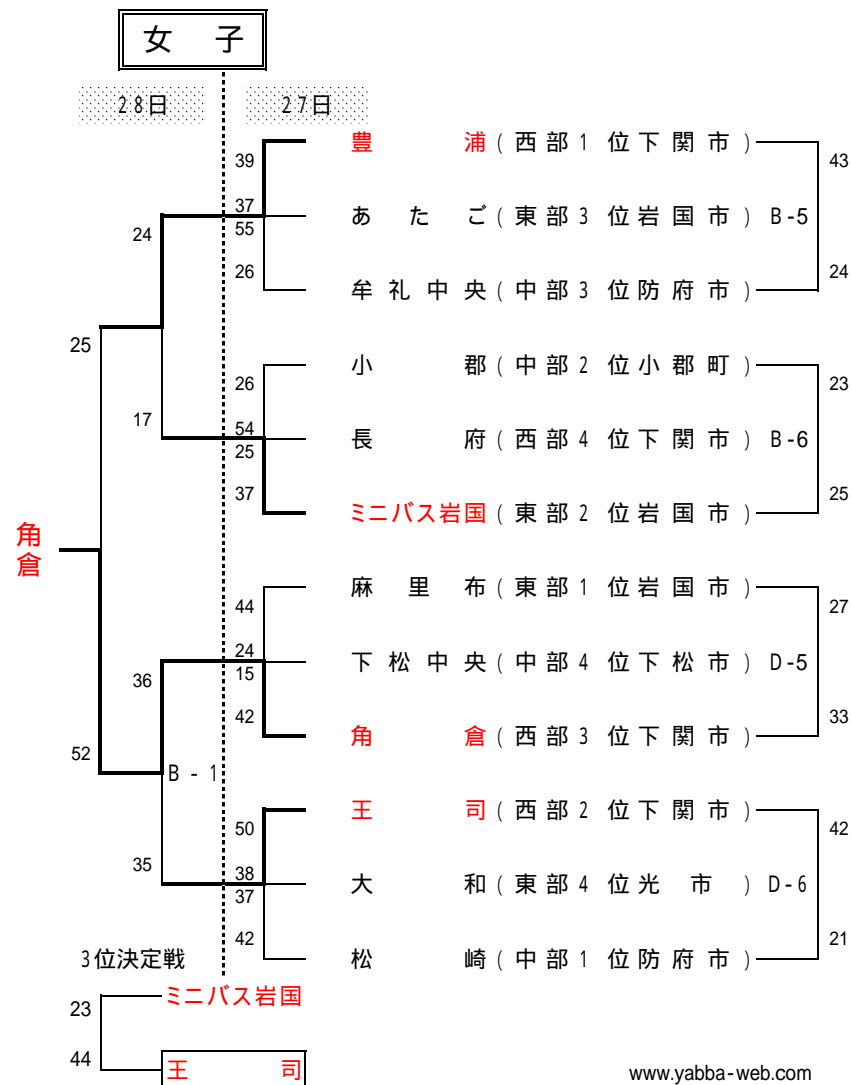 女 子
28日 27日
豊 浦 ( 西部1 位下関市 )
39 43
37
あたご ( 東部3 位岩国市 ) B-5
24 55
26 24
牟礼中央 ( 中部3 位防府市 )
25
小 郡 ( 中部2 位小郡町 )
26 23
17
54
長 府 ( 西部4 位下関市 ) B-6
25
37 25
ミニバス岩国 ( 東部2 位岩国市 )
角倉
麻里布 ( 東部1 位岩国市 )
44 27
24
下松中央 ( 中部4 位下松市 ) D-5
36 15
42 33
角 倉 ( 西部3 位下関市 )
52
B-1
王 司 ( 西部2 位下関市 )
50 42
35
38
大 和 ( 東部4 位光 市 ) D-6
37
42 21
3位決定戦
松 崎 ( 中部1 位防府市 )
23 ミニバス岩国
44 王 司
www.yabba-web.com